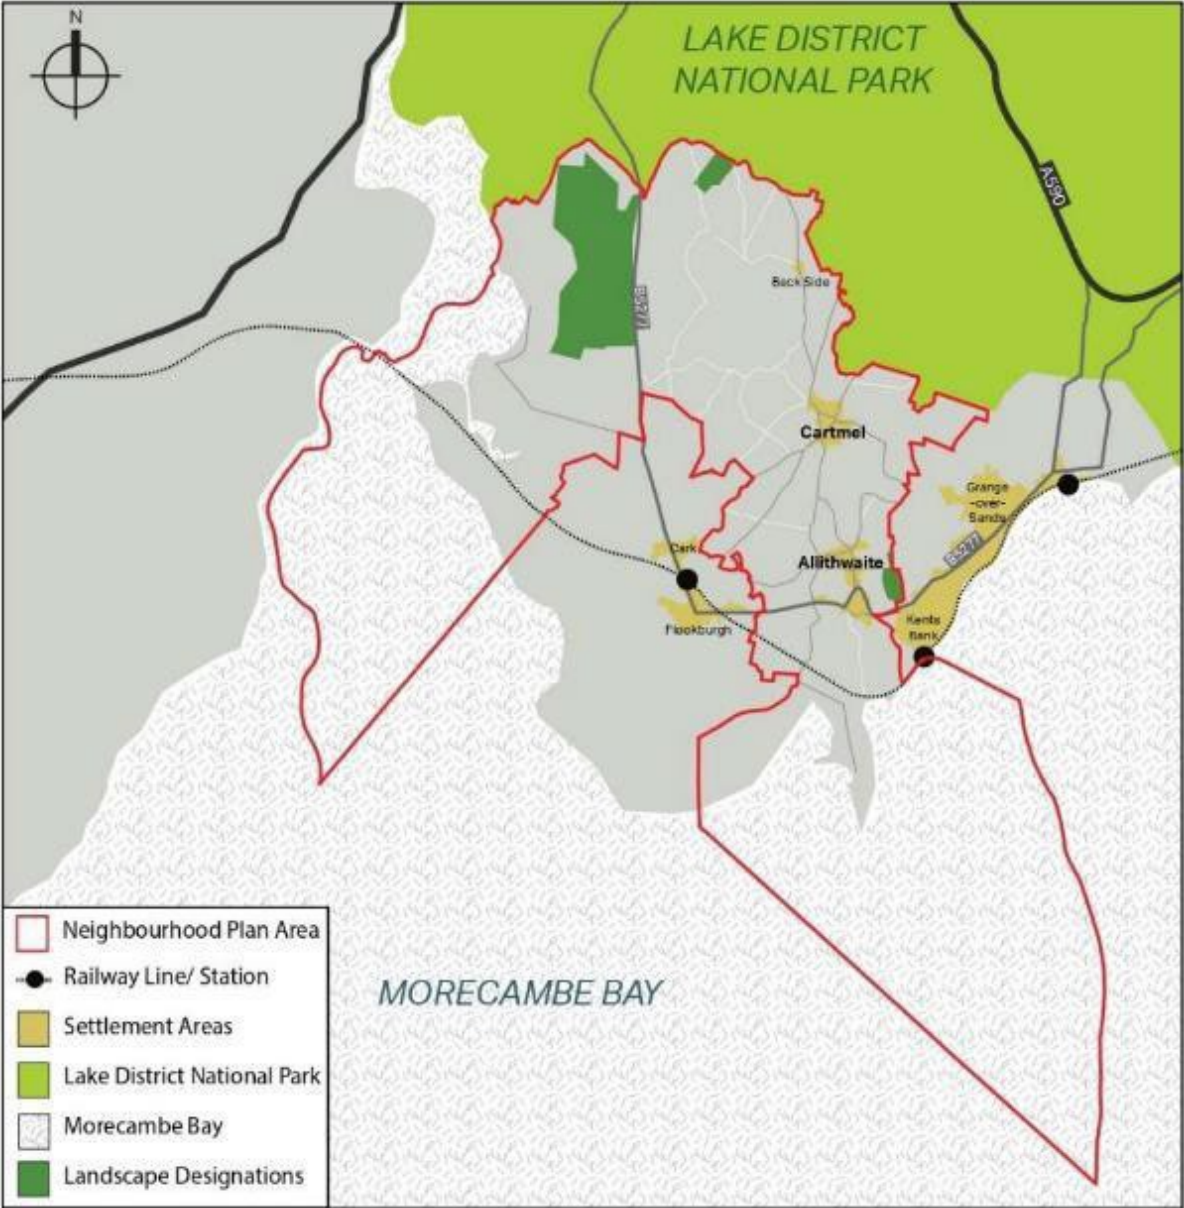 N
LAKE DISTRICT
NATIONAL PARK
A590
Beck Side
B5277
Cartmel
Grange
-over-
Sands
B5277
Cark
Allithwaite
Flookburgh
Kents
Bank
MORECAMBE BAY
Neighbourhood Plan Area
Railway Line/ Station
Settlement Areas
Lake District National Park
Morecambe Bay
Landscape Designations